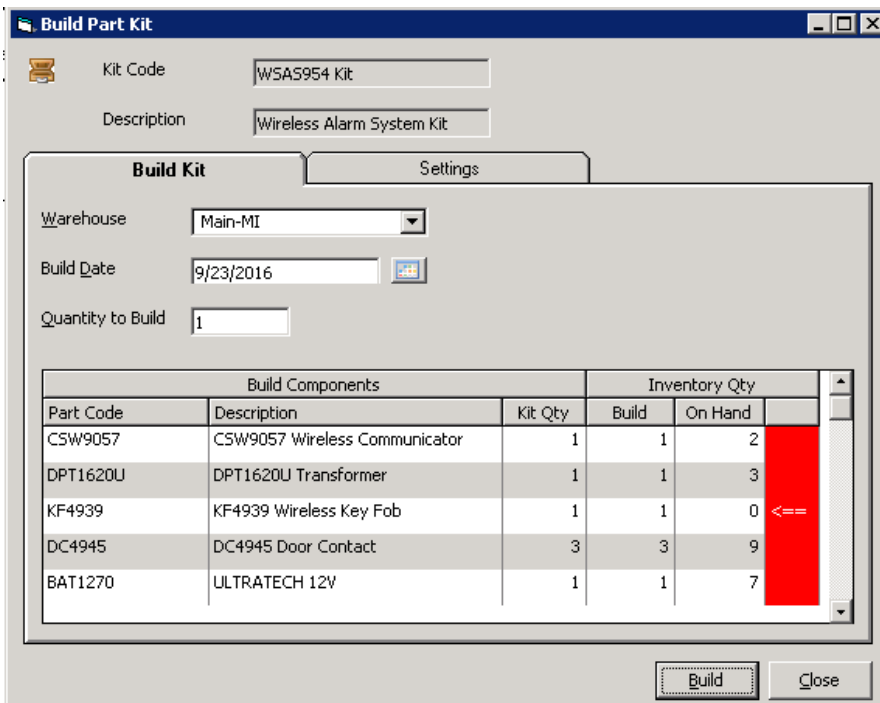 Build Part Kit
Kit Code WSAS954 Kit
Description Wireless Alarm System Kit
Build Kit Settings
Warehouse Main-MI
Build Date 9/23/2016
Quantity to Build 1
Build Components Inventory Qty
Part Code Description Kit Qty Build On Hand
CSW9057 CSW9057 Wireless Communicator 1 1 2
DPT1620U DPT1620U Transformer 1 1 3
KF4939 KF4939 Wireless Key Fob 1 1 0 <==
DC4945 DC4945 Door Contact 3 3 9
BAT1270 ULTRATECH 12V 1 1 7
Build Close